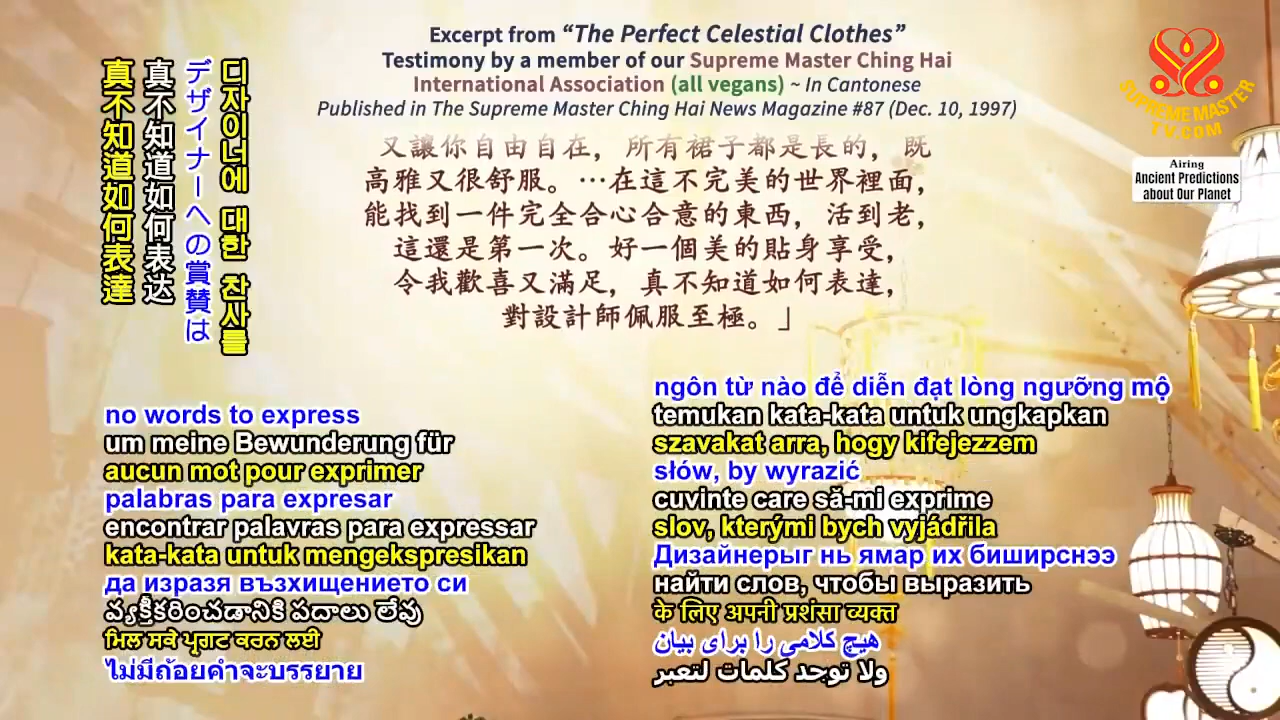 Excerpt from “The Perfect Celestial Clothes”
Testimony by a member of our Supreme Master Ching Hai
International Association (all vegans) ~ In Cantonese
Published in The Supreme Master Ching Hai News Magazine #87 (Dec. 10, 1997)
又讓你自由自在，所有裙子都是長的，既
高雅又很舒服。…在這不完美的世界裡面，
能找到一件完全合心合意的東西，活到老，
這還是第一次。好一個美的貼身享受，
令我歡喜又滿足，真不知道如何表達，
對設計師佩服至極。」
디자이너에 대한 찬사를
デザイナーへの賞賛は
真不知道如何表达
真不知道如何表達
SUPREME MASTER
TV.COM
Airing
Ancient Predictions
about Our Planet
no words to express
um meine Bewunderung für
aucun mot pour exprimer
palabras para expresar
encontrar palavras para expressar
kata-kata untuk mengekspresikan
да изразя възхищението си
వ్యక్తీకరించడానికి పదాలు లేవు
ਮਿਲ ਸਕੇ ਪ੍ਰਗਟ ਕਰਨ ਲਈ
ไม่มีถ้อยคำจะบรรยาย
ngôn từ nào để diễn đạt lòng ngưỡng mộ
temukan kata-kata untuk ungkapkan
szavakat arra, hogy kifejezzem
słów, by wyrazić
cuvinte care să-mi exprime
slov, kterými bych vyjádřila
Дизайнерыг нь ямар их биширснээ
найти слов, чтобы выразить
के लिए अपनी प्रशंसा व्यक्त
هیچ کلامی را برای بیان
ولا توجد كلمات لتعبر